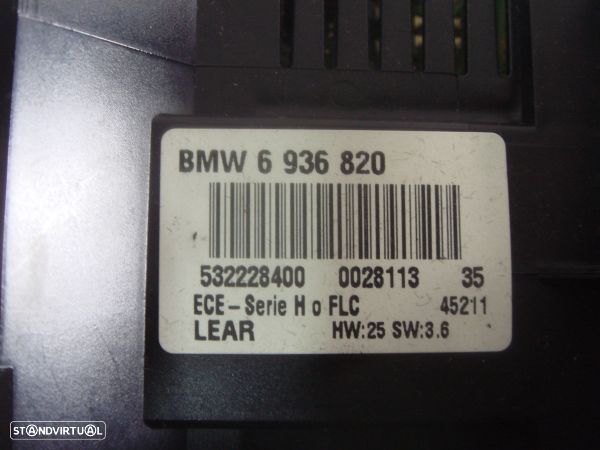 BMW 6 936 820
532228400 0028113 35
ECE-Serie H o FLC 45211
LEAR HW:25 SW:3.6
STANDVIRTUAL